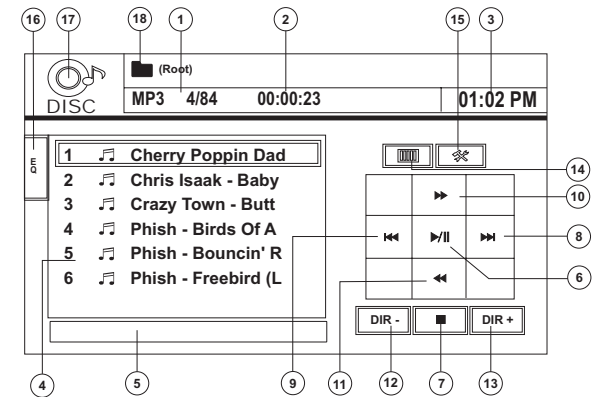 16 17 18 1 2 15 3
(Root)
DISC
MP3 4/84 00:00:23 01:02 PM
EQ
1 Cherry Poppin Dad
2 Chris Isaak - Baby
3 Crazy Town - Butt
4 Phish - Birds Of A
5 Phish - Bouncin' R
6 Phish - Freebird (L
14
10
8
6
DIR - DIR +
4 5 9 11 12 7 13